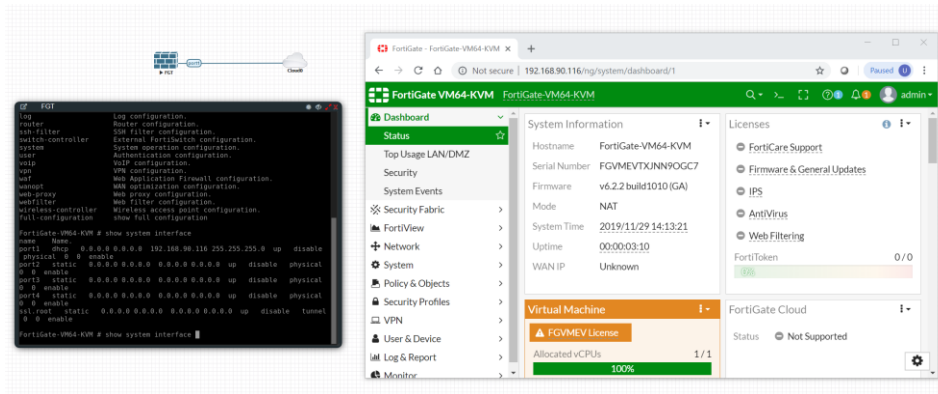 port1
FGT
Cloud0
FGT
log Log configuration.
router Router configuration.
ssh-filter SSH filter configuration.
switch-controller External FortiSwitch configuration.
system System operation configuration.
user Authentication configuration.
voip VoIP configuration.
vpn VPN configuration.
waf Web Application Firewall configuration.
wanopt WAN optimization configuration.
web-proxy Web proxy configuration.
webfilter Web filter configuration.
wireless-controller Wireless access point configuration.
full-configuration show full configuration
FortiGate-VM64-KVM # show system interface
name Name.
port1 dhcp 0.0.0.0 0.0.0.0 192.168.90.116 255.255.255.0 up disable
physical 0 0 enable
port2 static 0.0.0.0 0.0.0.0 0.0.0.0 0.0.0.0 up disable physical
0 0 enable
port3 static 0.0.0.0 0.0.0.0 0.0.0.0 0.0.0.0 up disable physical
0 0 enable
port4 static 0.0.0.0 0.0.0.0 0.0.0.0 0.0.0.0 up disable physical
0 0 enable
ssl.root static 0.0.0.0 0.0.0.0 0.0.0.0 0.0.0.0 up disable tunnel
0 0 enable
FortiGate-VM64-KVM # show system interface
FortiGate - FortiGate-VM64-KVM
Not secure | 192.168.90.116/ng/system/dashboard/1
Paused U
FortiGate VM64-KVM FortiGate-VM64-KVM
admin
Dashboard
Status
Top Usage LAN/DMZ
Security
System Events
Security Fabric
FortiView
Network
System
Policy & Objects
Security Profiles
VPN
User & Device
Log & Report
Monitor
System Information
Hostname FortiGate-VM64-KVM
Serial Number FGVMEVTXJNN9OGC7
Firmware v6.2.2 build1010 (GA)
Mode NAT
System Time 2019/11/29 14:13:21
Uptime 00:00:03:10
WAN IP Unknown
Licenses
FortiCare Support
Firmware & General Updates
IPS
AntiVirus
Web Filtering
FortiToken 0 / 0
0%
Virtual Machine
FGVMEV License
Allocated vCPUs 1 / 1
100%
FortiGate Cloud
Status Not Supported